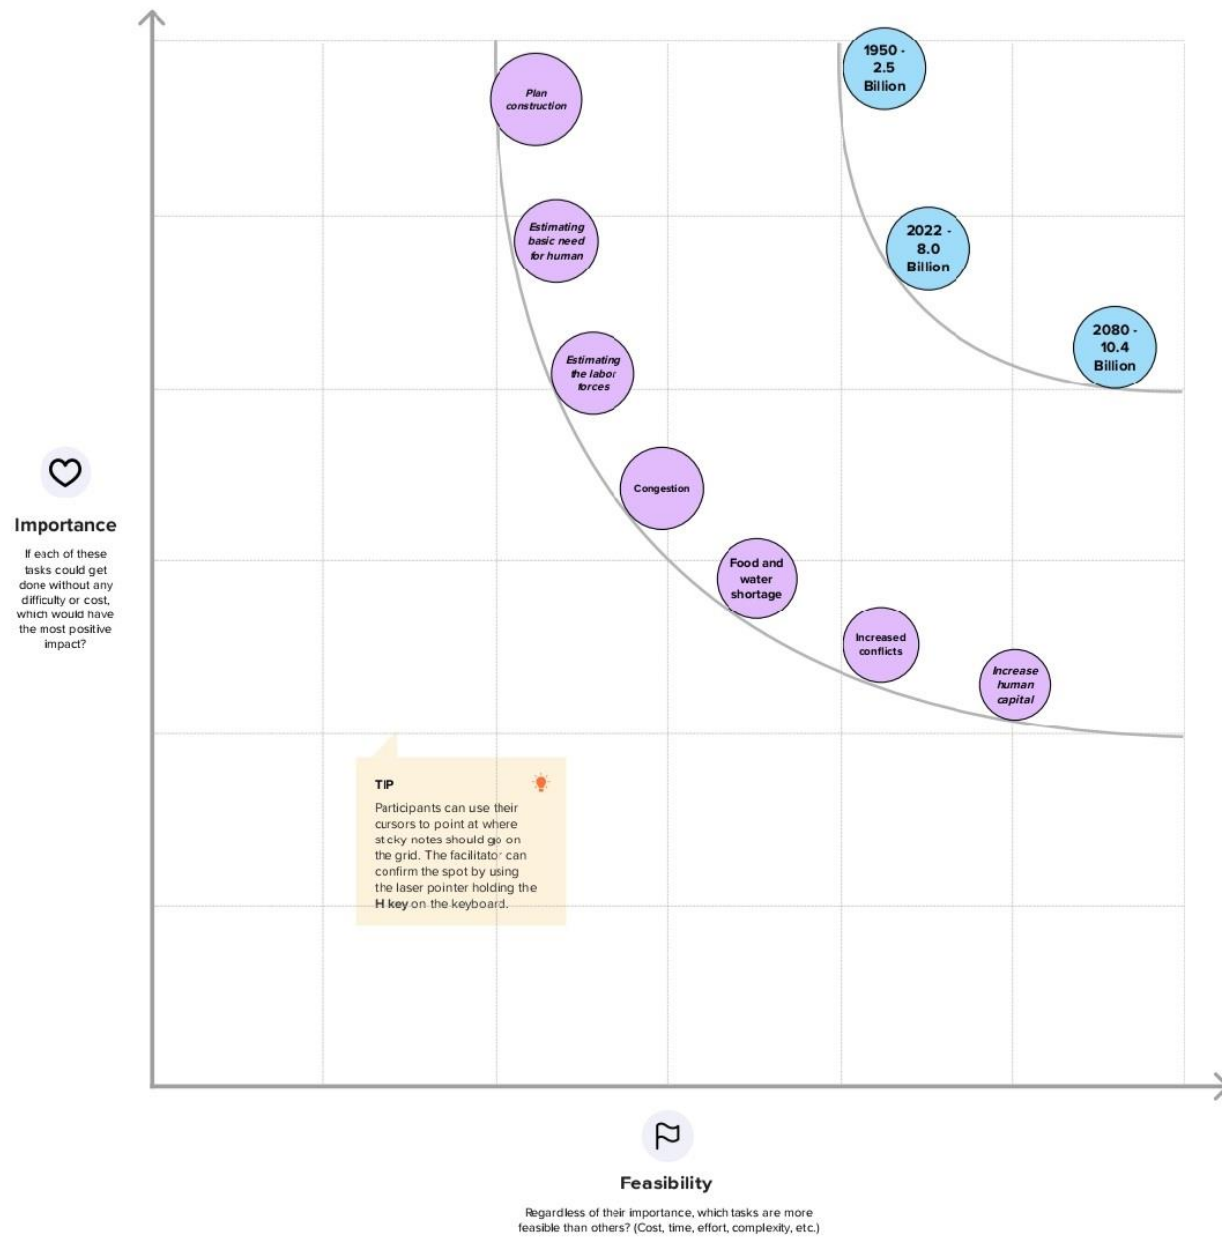 1950 -
2.5
Billion
Plan
construction
Estimating
basic need
for human
2022 -
8.0
Billion
2080 -
10.4
Billion
Estimating
the labor
forces
Congestion
Food and
water
shortage
Increased
conflicts
Increase
human
capital
Importance
If each of these
tasks could get
done without any
difficulty or cost,
which would have
the most positive
impact?
TIP
Participants can use their
cursors to point at where
sticky notes should go on
the grid. The facilitator can
confirm the spot by using
the laser pointer holding the
H key on the keyboard.
Feasibility
Regardless of their importance, which tasks are more
feasible than others? (Cost, time, effort, complexity, etc.)